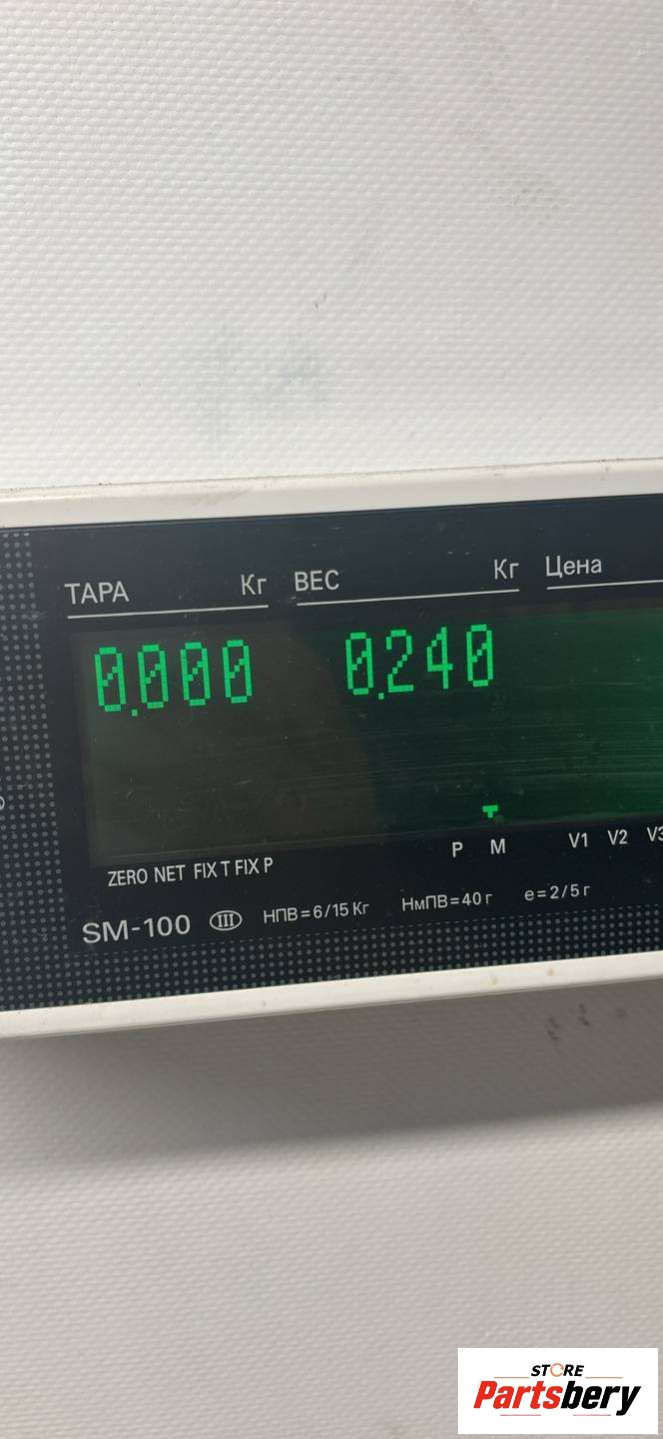 ТАРА Кг ВЕС Кг Цена
0.000 0.240
P M V1 V2 V3
ZERO NET FIX T FIX P
SM-100 III НПВ=6/15 Кг НмПВ=40 г e=2/5 г
STORE
Partsbery